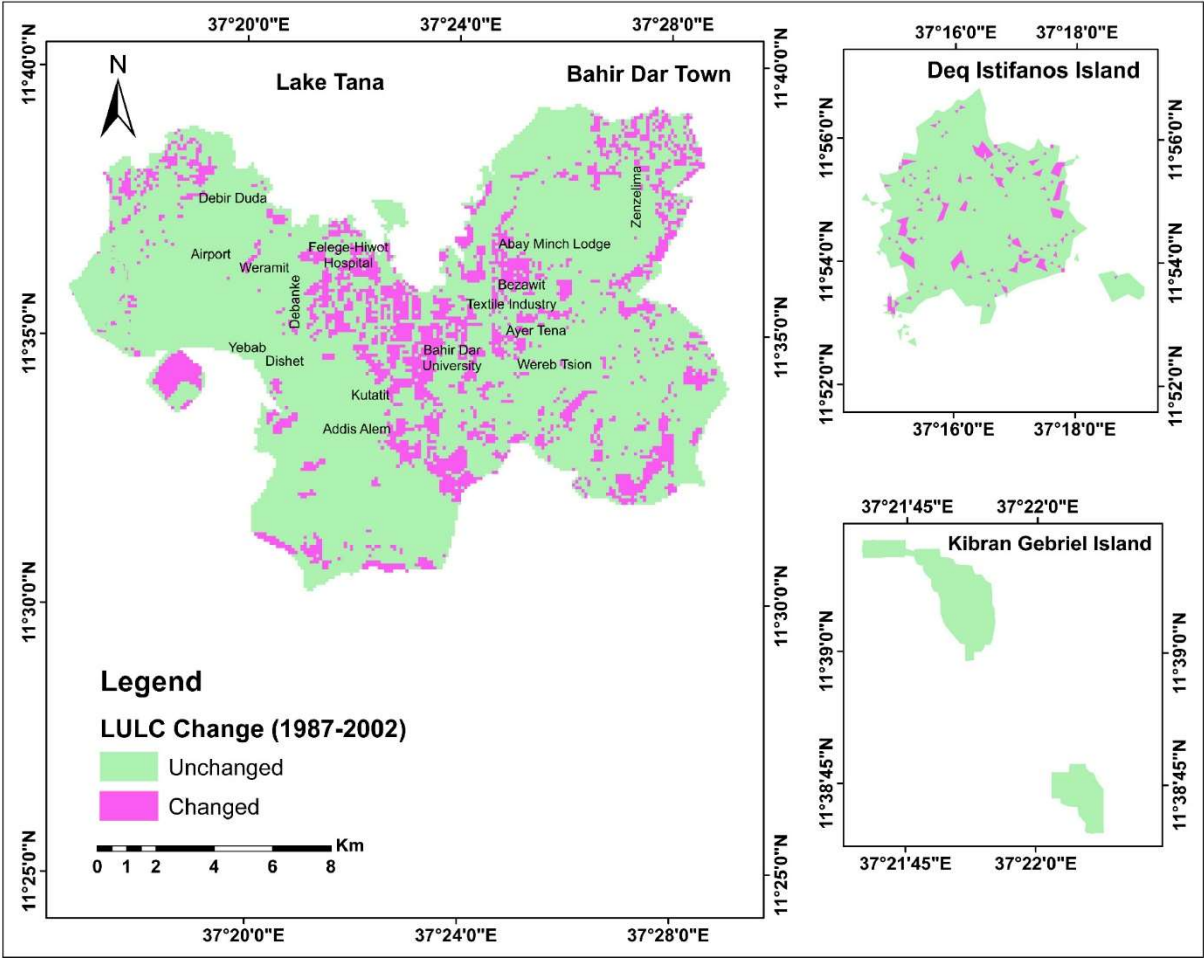 37°20'0"E 37°24'0"E 37°28'0"E
11°40'0"N
11°35'0"N
11°30'0"N
11°25'0"N
N
Lake Tana
Bahir Dar Town
Debir Duda
Airport
Weramit
Debanke
Felege-Hiwot
Hospital
Zenzelima
Abay Minch Lodge
Bezawit
Textile Industry
Ayer Tena
Bahir Dar
University
Wereb Tsion
Yebab
Dishet
Kutatit
Addis Alem
Legend
LULC Change (1987-2002)
Unchanged
Changed
0 1 2 4 6 8 Km
11°40'0"N
11°35'0"N
11°30'0"N
11°25'0"N
37°20'0"E 37°24'0"E 37°28'0"E
37°16'0"E 37°18'0"E
Deq Istifanos Island
11°56'0"N
11°54'0"N
11°52'0"N
11°56'0"N
11°54'0"N
11°52'0"N
37°16'0"E 37°18'0"E
37°21'45"E 37°22'0"E
Kibran Gebriel Island
11°39'0"N
11°38'45"N
11°39'0"N
11°38'45"N
37°21'45"E 37°22'0"E